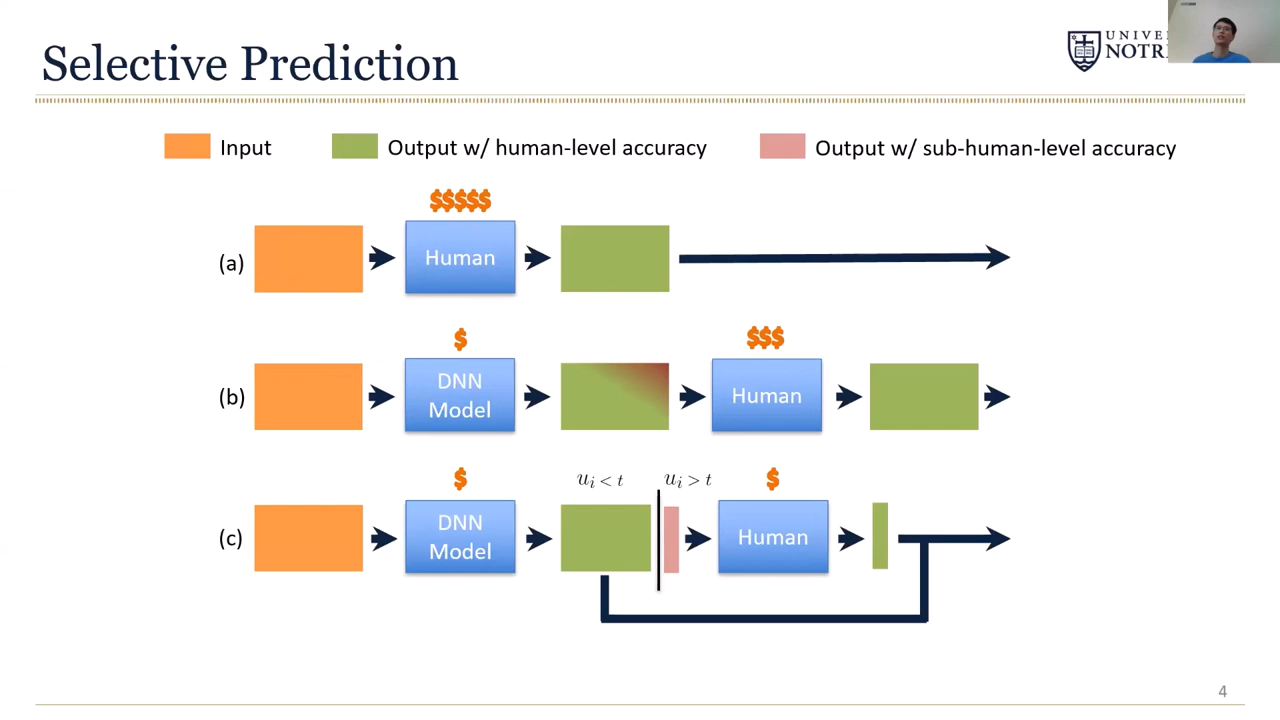 Selective Prediction
UNIVER
NOTR
Input
Output w/ human-level accuracy
Output w/ sub-human-level accuracy
$$$$$
(a)
Human
$
$$$
(b)
DNN
Model
Human
$
u_i < t
u_i > t
$
(c)
DNN
Model
Human
4